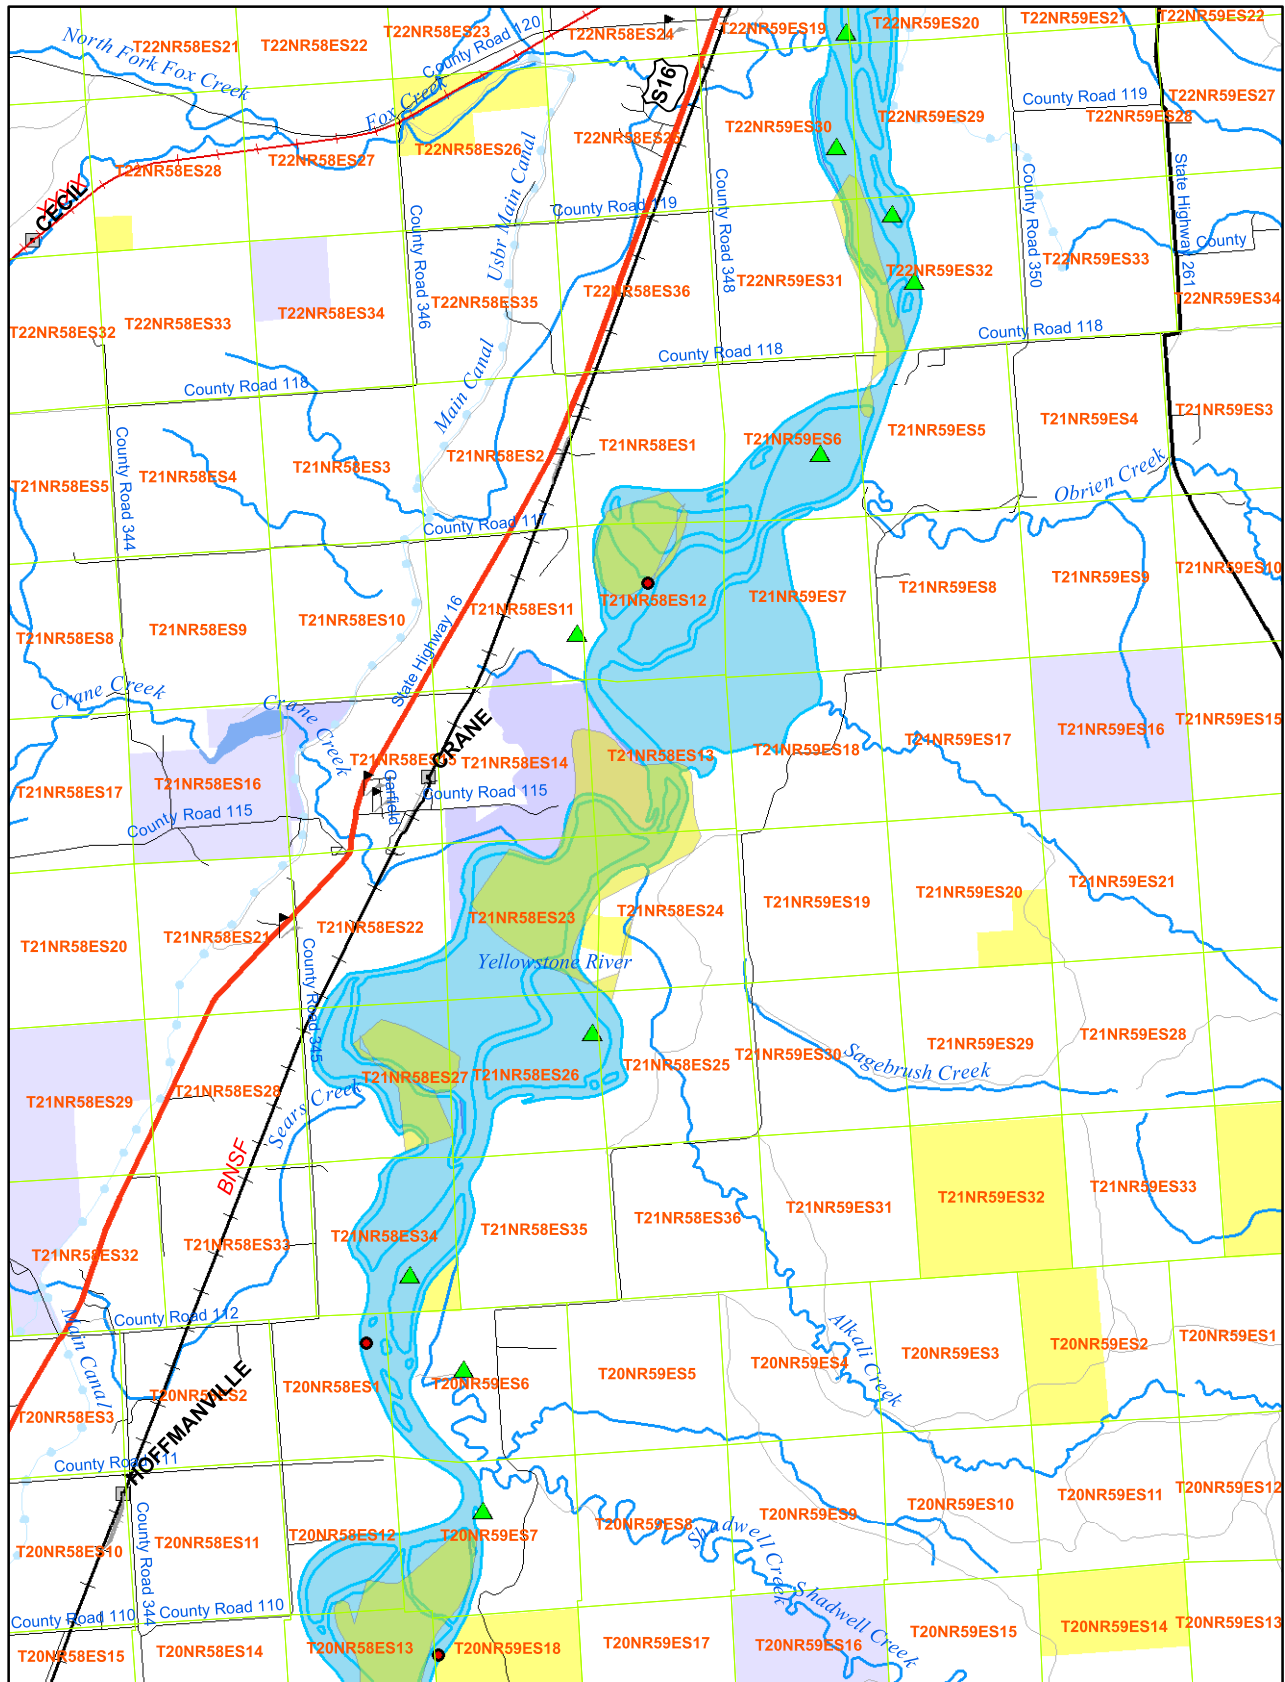 T22NR58ES21
T22NR58ES22
T22NR58ES23
T22NR58ES24
T22NR59ES19
T22NR59ES20
T22NR59ES21
T22NR59ES22
North Fork Fox Creek
County Road 120
Fox Creek
S16
County Road 119
T22NR59ES27
T22NR59ES28
T22NR59ES29
T22NR59ES30
T22NR58ES25
T22NR58ES26
T22NR58ES27
T22NR58ES28
Usbr Main Canal
XXXX
CECIL
County Road 119
County Road 346
County Road 348
County Road 350
State Highway 261
County
T22NR58ES32
T22NR58ES33
T22NR58ES34
T22NR58ES35
T22NR58ES36
T22NR59ES31
T22NR59ES32
T22NR59ES33
T22NR59ES34
County Road 118
County Road 118
County Road 118
Main Canal
T21NR58ES5
T21NR58ES4
T21NR58ES3
T21NR58ES2
T21NR58ES1
T21NR59ES6
T21NR59ES5
T21NR59ES4
T21NR59ES3
County Road 344
Obrien Creek
County Road 117
T21NR58ES8
T21NR58ES9
T21NR58ES10
T21NR58ES11
T21NR58ES12
T21NR59ES7
T21NR59ES8
T21NR59ES9
T21NR59ES10
State Highway 16
Crane Creek
Crane Creek
CRANE
Garfield
T21NR58ES17
T21NR58ES16
T21NR58ES14
T21NR58ES13
T21NR59ES18
T21NR59ES17
T21NR59ES16
T21NR59ES15
County Road 115
County Road 115
T21NR58ES20
T21NR58ES21
T21NR58ES22
T21NR58ES23
T21NR58ES24
T21NR59ES19
T21NR59ES20
T21NR59ES21
Yellowstone River
County Road 345
T21NR58ES29
T21NR58ES28
T21NR58ES27
T21NR58ES26
T21NR58ES25
T21NR59ES30
T21NR59ES29
T21NR59ES28
Sagebrush Creek
Sears Creek
BNSF
T21NR58ES32
T21NR58ES33
T21NR58ES34
T21NR58ES35
T21NR58ES36
T21NR59ES31
T21NR59ES32
T21NR59ES33
County Road 112
Main Canal
Alkali Creek
T20NR58ES3
T20NR58ES2
T20NR58ES1
T20NR59ES6
T20NR59ES5
T20NR59ES4
T20NR59ES3
T20NR59ES2
T20NR59ES1
HOFFMANVILLE
County Road 111
T20NR58ES10
T20NR58ES11
T20NR58ES12
T20NR59ES7
T20NR59ES8
T20NR59ES9
T20NR59ES10
T20NR59ES11
T20NR59ES12
County Road 344
Shadwell Creek
Shadwell Creek
County Road 110
County Road 110
T20NR58ES15
T20NR58ES14
T20NR58ES13
T20NR59ES18
T20NR59ES17
T20NR59ES16
T20NR59ES15
T20NR59ES14
T20NR59ES13